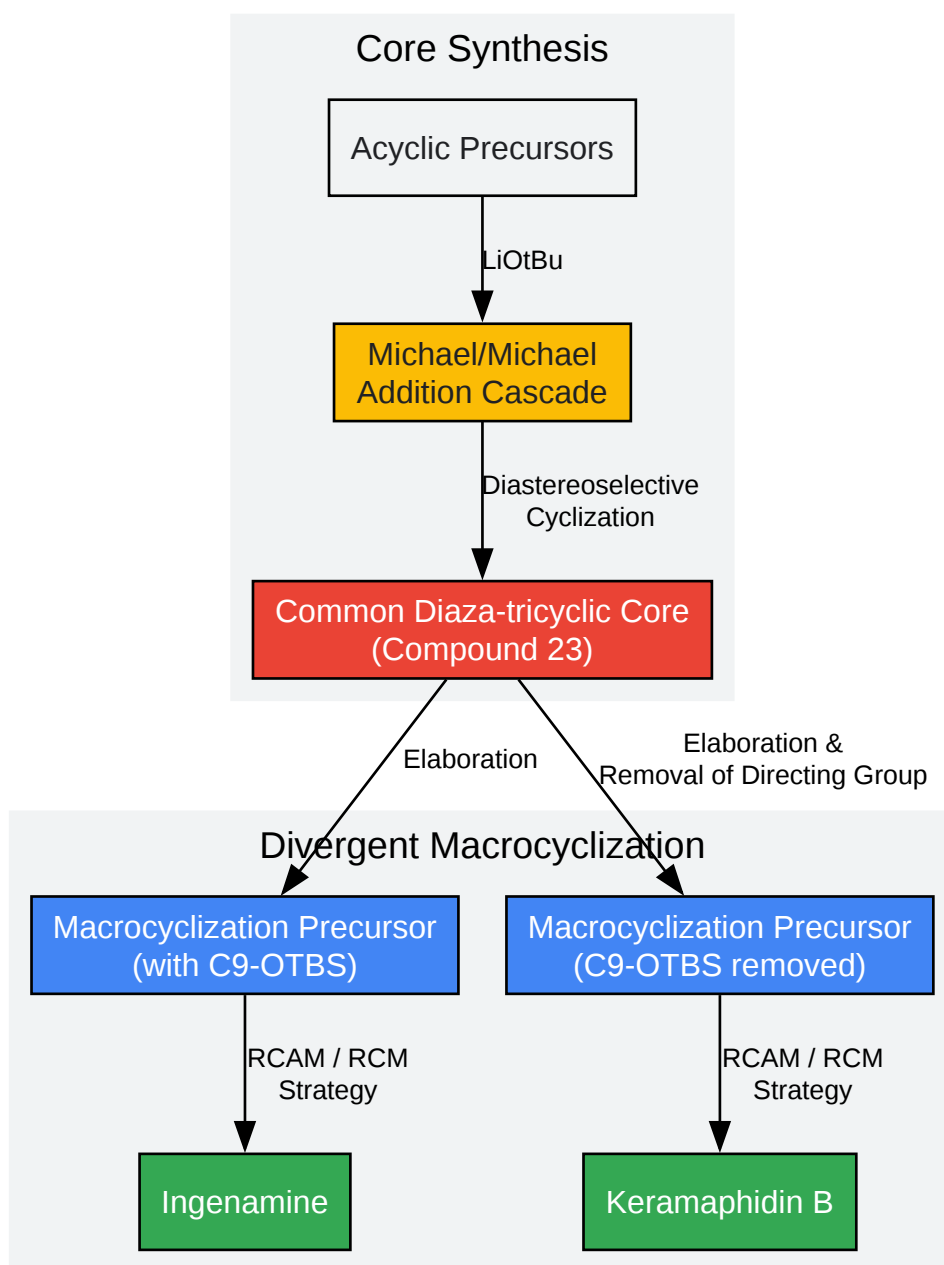 Core Synthesis
Acyclic Precursors
LiOtBu
Michael/Michael
Addition Cascade
Diastereoselective
Cyclization
Common Diaza-tricyclic Core
(Compound 23)
Elaboration
Elaboration &
Removal of Directing Group
Divergent Macrocyclization
Macrocyclization Precursor
(with C9-OTBS)
Macrocyclization Precursor
(C9-OTBS removed)
RCAM / RCM
Strategy
RCAM / RCM
Strategy
Ingenamine
Keramaphidin B